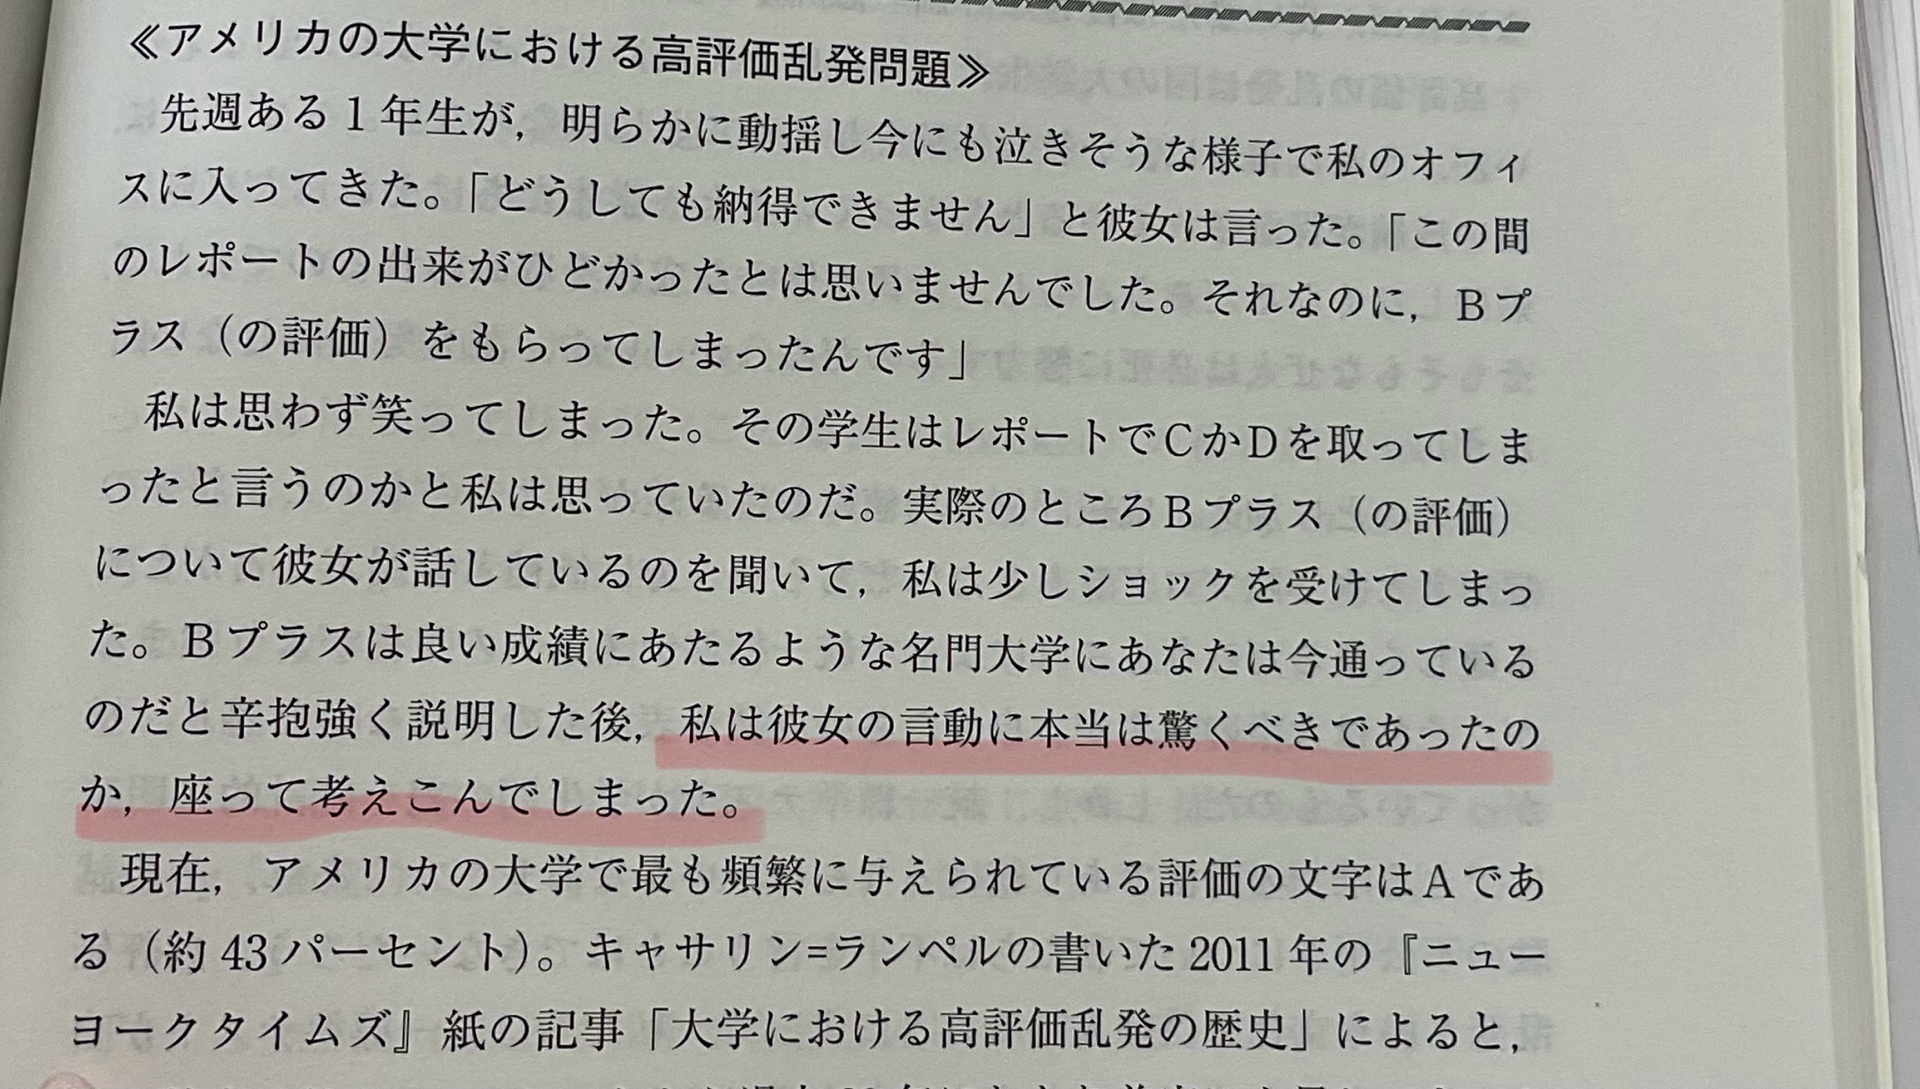 ≪アメリカの大学における高評価乱発問題≫
先週ある1年生が，明らかに動揺し今にも泣きそうな様子で私のオフィ
スに入ってきた。「どうしても納得できません」と彼女は言った。「この間
のレポートの出来がひどかったとは思いませんでした。それなのに，Bプ
ラス（の評価）をもらってしまったんです」
私は思わず笑ってしまった。その学生はレポートでCかDを取ってしま
ったと言うのかと私は思っていたのだ。実際のところBプラス（の評価）
について彼女が話しているのを聞いて，私は少しショックを受けてしまっ
た。Bプラスは良い成績にあたるような名門大学にあなたは今通っている
のだと辛抱強く説明した後，私は彼女の言動に本当は驚くべきであったの
か，座って考えこんでしまった。
現在，アメリカの大学で最も頻繁に与えられている評価の文字はAであ
る（約43パーセント）。キャサリン=ランペルの書いた2011年の『ニュー
ヨークタイムズ』紙の記事「大学における高評価乱発の歴史」によると，